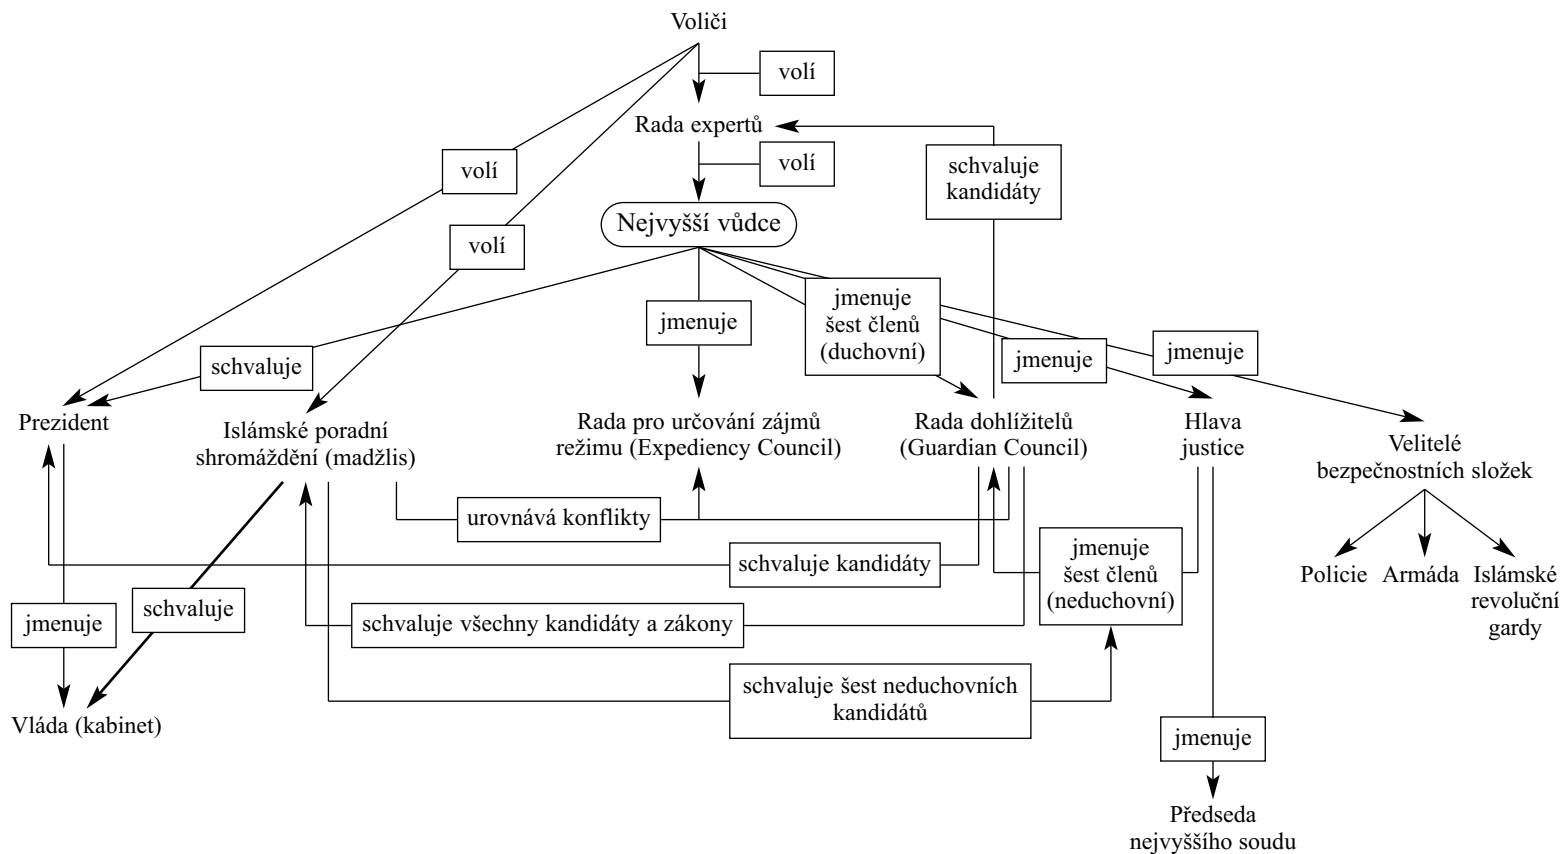 Voliči
volí
Rada expertů
volí
volí
schvaluje
kandidáty
Nejvyšší vůdce
volí
jmenuje
šest členů
(duchovní)
jmenuje
jmenuje
jmenuje
schvaluje
Prezident
Islámské poradní
shromáždění (madžlis)
Rada pro určování zájmů
režimu (Expediency Council)
Rada dohlížitelů
(Guardian Council)
Hlava
justice
Velitelé
bezpečnostních složek
urovnává konflikty
schvaluje kandidáty
jmenuje
šest členů
(neduchovní)
Policie
Armáda
Islámské
revoluční
gardy
jmenuje
schvaluje
schvaluje všechny kandidáty a zákony
schvaluje šest neduchovních
kandidátů
Vláda (kabinet)
jmenuje
Předseda
nejvyššího soudu